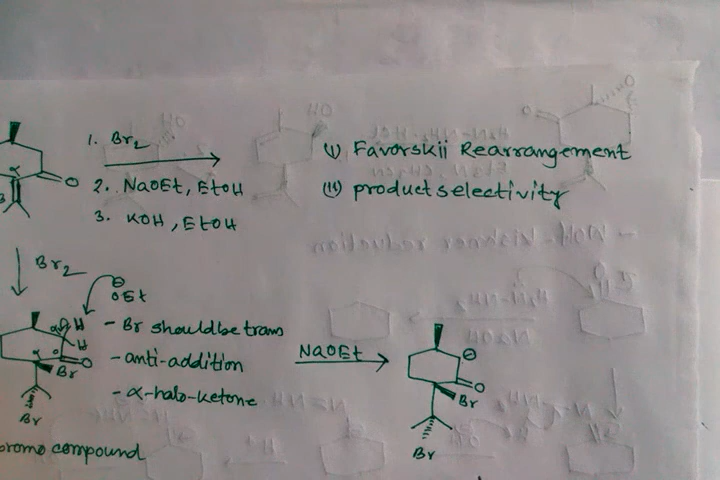 1. Br2
2. NaOEt, EtOH
3. KOH, EtOH
(i) Favorskii Rearrangement
(ii) product selectivity
α
O
Br2
⊖
OEt
α
H
H
α
O
Br
Br
- Br should be trans
- anti-addition
- α-halo-ketone
NaOEt
⊖
O
Br
Br
bromo compound